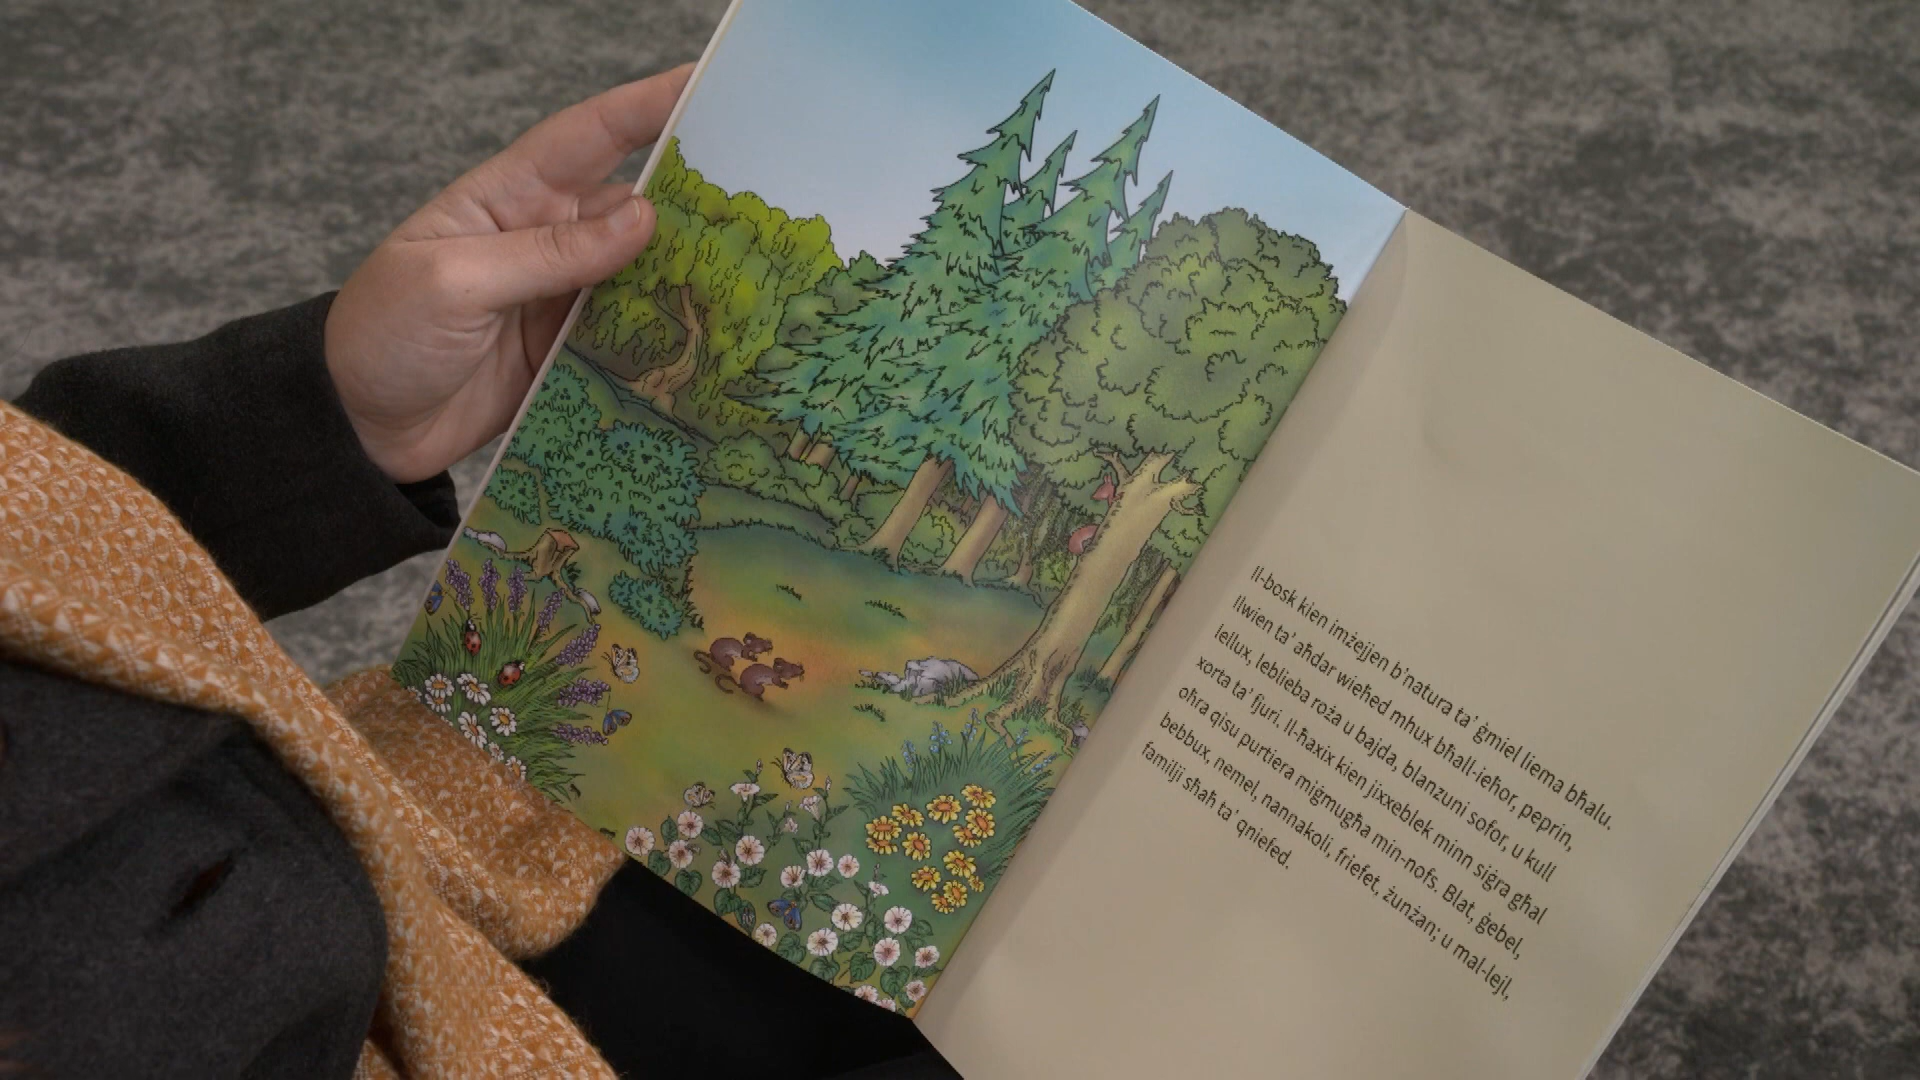 Il-bosk kien imżejjen b'natura ta' ġmiel liema bħalu.
Ilwien ta' aħdar wieħed mhux bħall-ieħor, peprin,
lellux, leblieba roża u bajda, blanzuni sofor, u kull
xorta ta' fjuri. Il-ħaxix kien jixxeblek minn siġra għal
oħra qisu purtiera miġmugħa min-nofs. Blat, ġebel,
bebbux, nemel, nannakoli, friefet, żunżan; u mal-lejl,
familji sħaħ ta' qniefed.